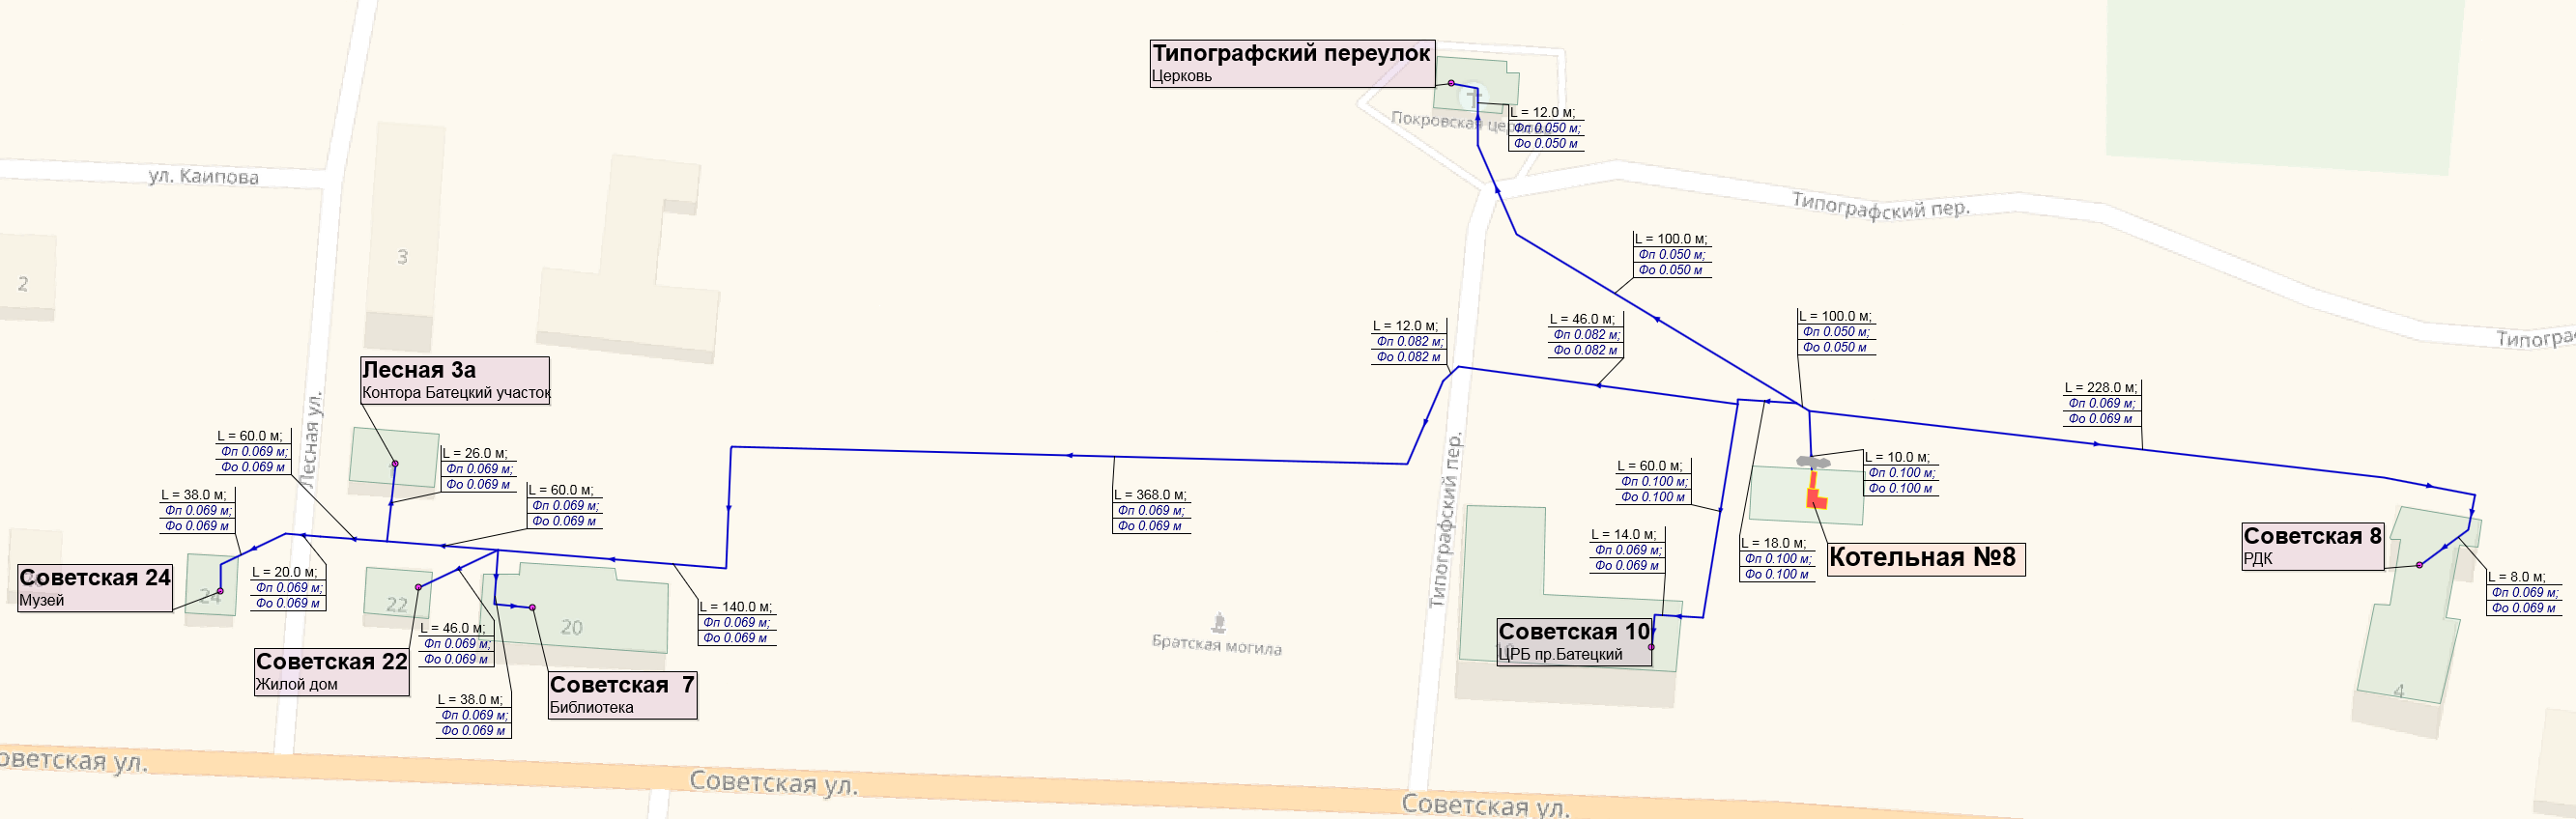 Типографский переулок
Церковь
Покровская
L = 12.0 м;
Фп 0.050 м;
Фо 0.050 м
ул. Каипова
Типографский пер.
3
2
L = 100.0 м;
Фп 0.050 м;
Фо 0.050 м
L = 12.0 м;
Фп 0.082 м;
Фо 0.082 м
L = 46.0 м;
Фп 0.082 м;
Фо 0.082 м
L = 100.0 м;
Фп 0.050 м;
Фо 0.050 м
Типогра
Лесная 3а
Контора Батецкий участок
L = 228.0 м;
Фп 0.069 м;
Фо 0.069 м
Лесная ул.
L = 60.0 м;
Фп 0.069 м;
Фо 0.069 м
L = 26.0 м;
Фп 0.069 м;
Фо 0.069 м
Типографский пер.
L = 60.0 м;
Фп 0.100 м;
Фо 0.100 м
L = 10.0 м;
Фп 0.100 м;
Фо 0.100 м
L = 38.0 м;
Фп 0.069 м;
Фо 0.069 м
L = 60.0 м;
Фп 0.069 м;
Фо 0.069 м
L = 368.0 м;
Фп 0.069 м;
Фо 0.069 м
L = 14.0 м;
Фп 0.069 м;
Фо 0.069 м
L = 18.0 м;
Фп 0.100 м;
Фо 0.100 м
Котельная №8
Советская 8
РДК
L = 8.0 м;
Фп 0.069 м;
Фо 0.069 м
Советская 24
Музей
24
L = 20.0 м;
Фп 0.069 м;
Фо 0.069 м
22
20
L = 140.0 м;
Фп 0.069 м;
Фо 0.069 м
L = 46.0 м;
Фп 0.069 м;
Фо 0.069 м
Братская могила
Советская 10
ЦРБ пр.Батецкий
Советская 22
Жилой дом
Советская 7
Библиотека
4
L = 38.0 м;
Фп 0.069 м;
Фо 0.069 м
оветская ул.
Советская ул.
Советская ул.